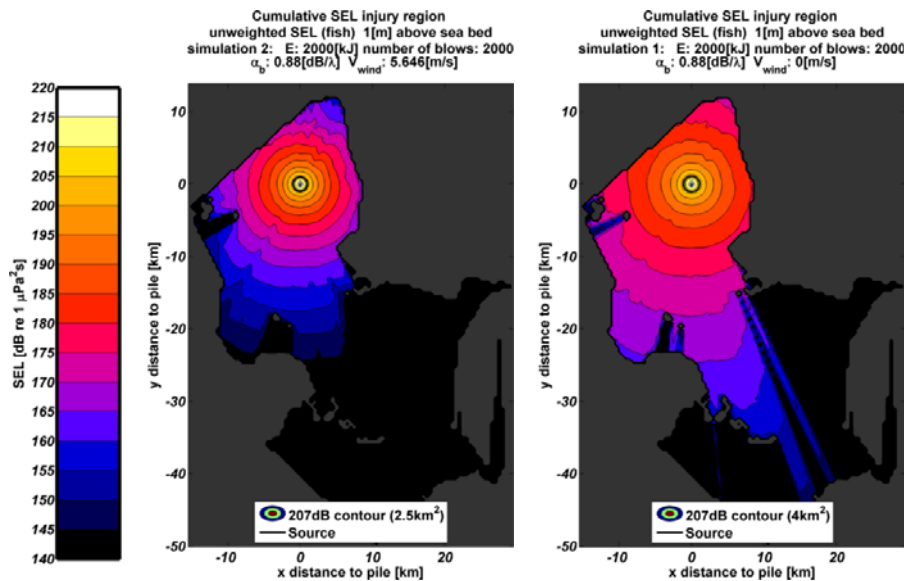 Cumulative SEL injury region
unweighted SEL (fish) 1[m] above sea bed
simulation 2: E: 2000[kJ] number of blows: 2000
α_b: 0.88[dB/λ] V_wind: 5.646[m/s]
Cumulative SEL injury region
unweighted SEL (fish) 1[m] above sea bed
simulation 1: E: 2000[kJ] number of blows: 2000
α_b: 0.88[dB/λ] V_wind: 0[m/s]
SEL [dB re 1 μPa²s]
220
215
210
205
200
195
190
185
180
175
170
165
160
155
150
145
140
y distance to pile [km]
10
0
-10
-20
-30
-40
-50
207dB contour (2.5km²)
Source
-10 0 10 20
x distance to pile [km]
y distance to pile [km]
10
0
-10
-20
-30
-40
-50
207dB contour (4km²)
Source
-10 0 10 20
x distance to pile [km]